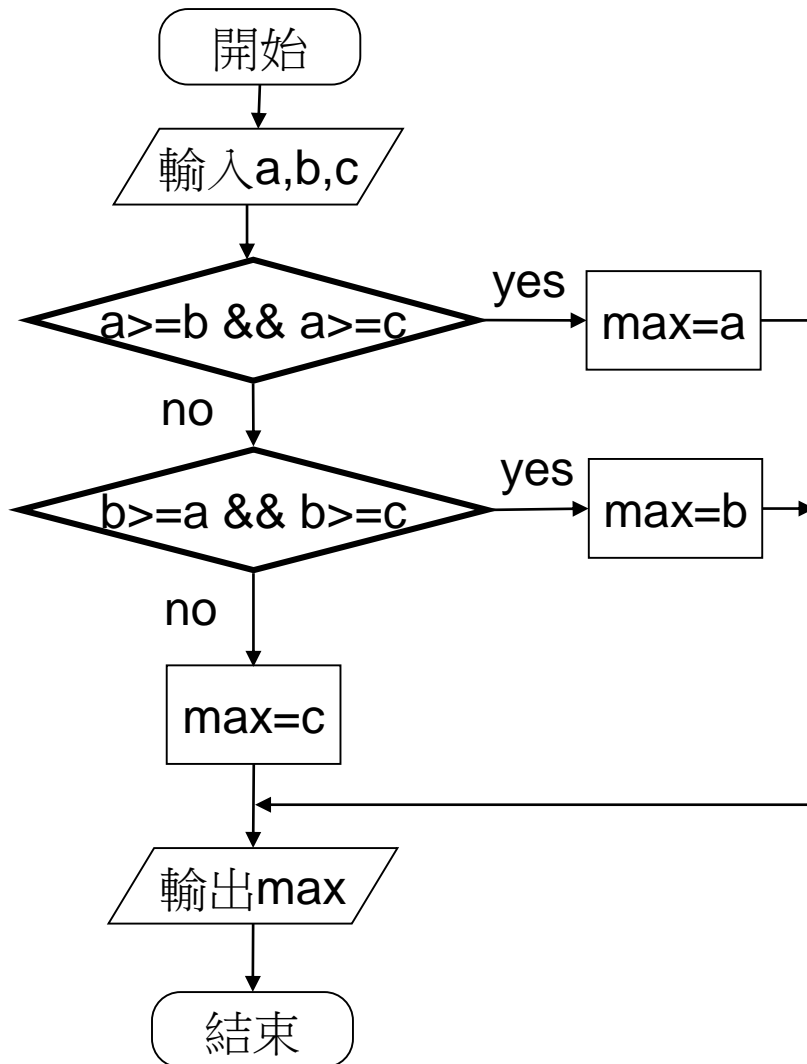 開始
輸入a,b,c
a>=b && a>=c
yes
max=a
no
b>=a && b>=c
yes
max=b
no
max=c
輸出max
結束